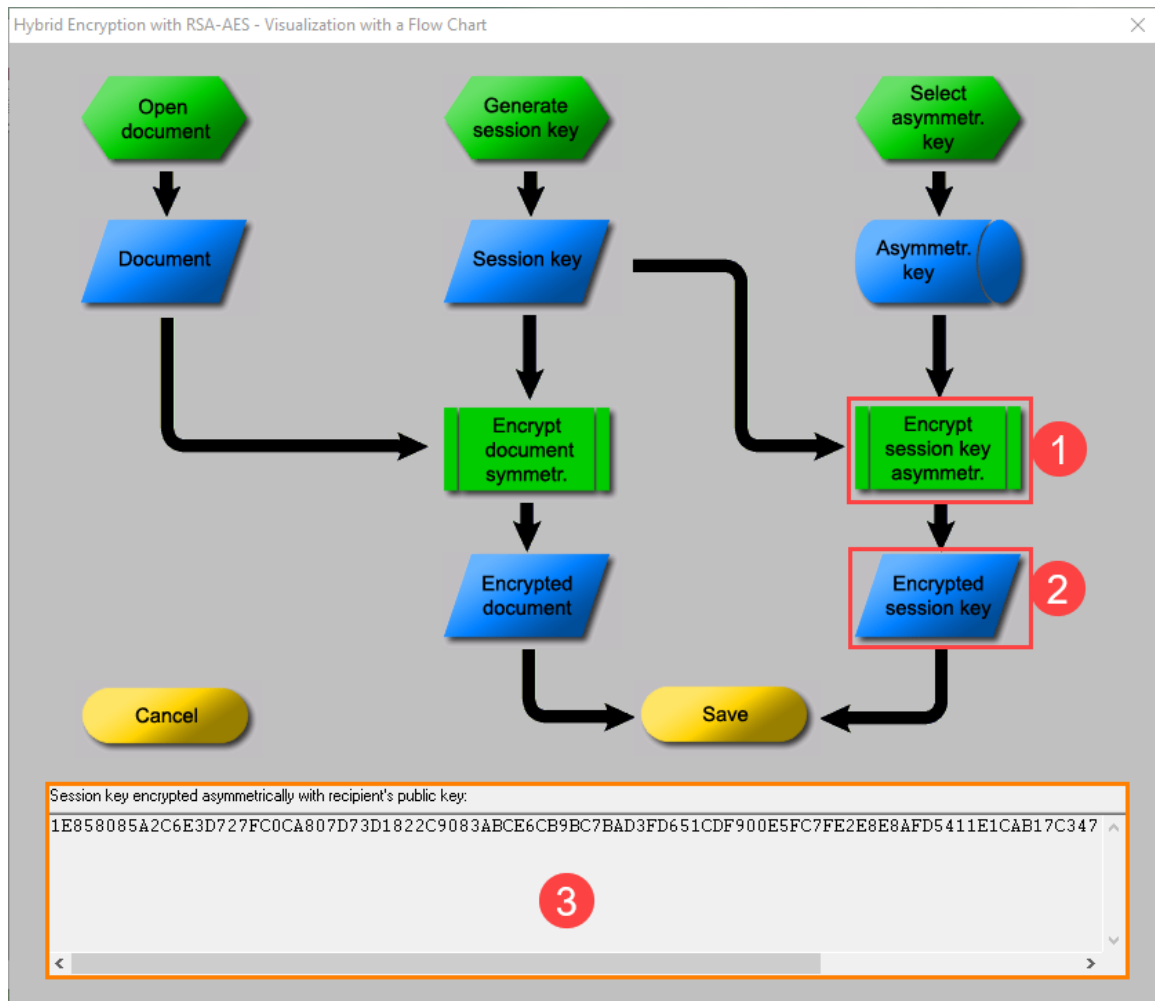 Hybrid Encryption with RSA-AES - Visualization with a Flow Chart
Open
document
Generate
session key
Select
asymmetr.
key
Document
Session key
Asymmetr.
key
Encrypt
document
symmetr.
Encrypt
session key
asymmetr.
1
Encrypted
document
Encrypted
session key
2
Cancel
Save
Session key encrypted asymmetrically with recipient's public key:
1E858085A2C6E3D727FC0CA807D73D1822C9083ABCE6CB9BC7BAD3FD651CDF900E5FC7FE2E8E8AFD5411E1CAB17C347
3